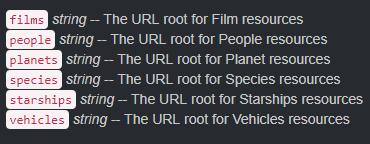 films string -- The URL root for Film resources
people string -- The URL root for People resources
planets string -- The URL root for Planet resources
species string -- The URL root for Species resources
starships string -- The URL root for Starships resources
vehicles string -- The URL root for Vehicles resources